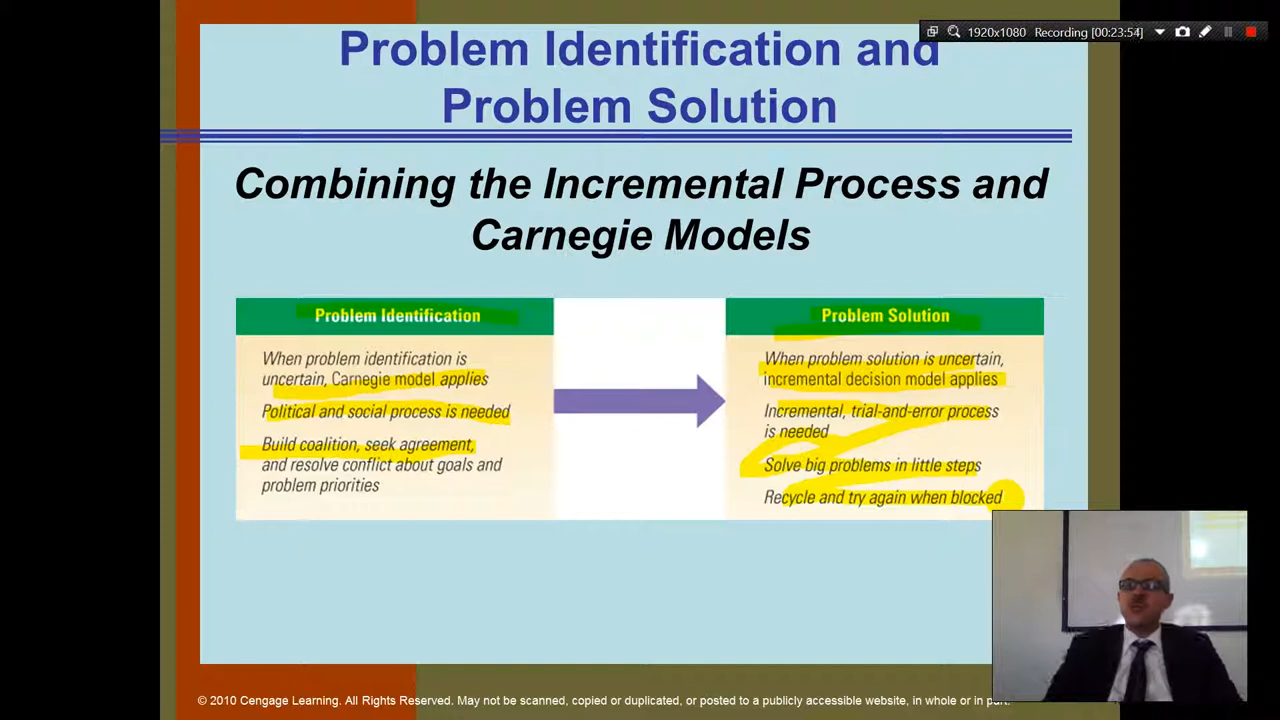 1920x1080 Recording [00:23:54]
Problem Identification and
Problem Solution
Combining the Incremental Process and
Carnegie Models
Problem Identification
When problem identification is
uncertain, Carnegie model applies
Political and social process is needed
Build coalition, seek agreement,
and resolve conflict about goals and
problem priorities
Problem Solution
When problem solution is uncertain,
incremental decision model applies
Incremental, trial-and-error process
is needed
Solve big problems in little steps
Recycle and try again when blocked
© 2010 Cengage Learning. All Rights Reserved. May not be scanned, copied or duplicated, or posted to a publicly accessible website, in whole or in part.